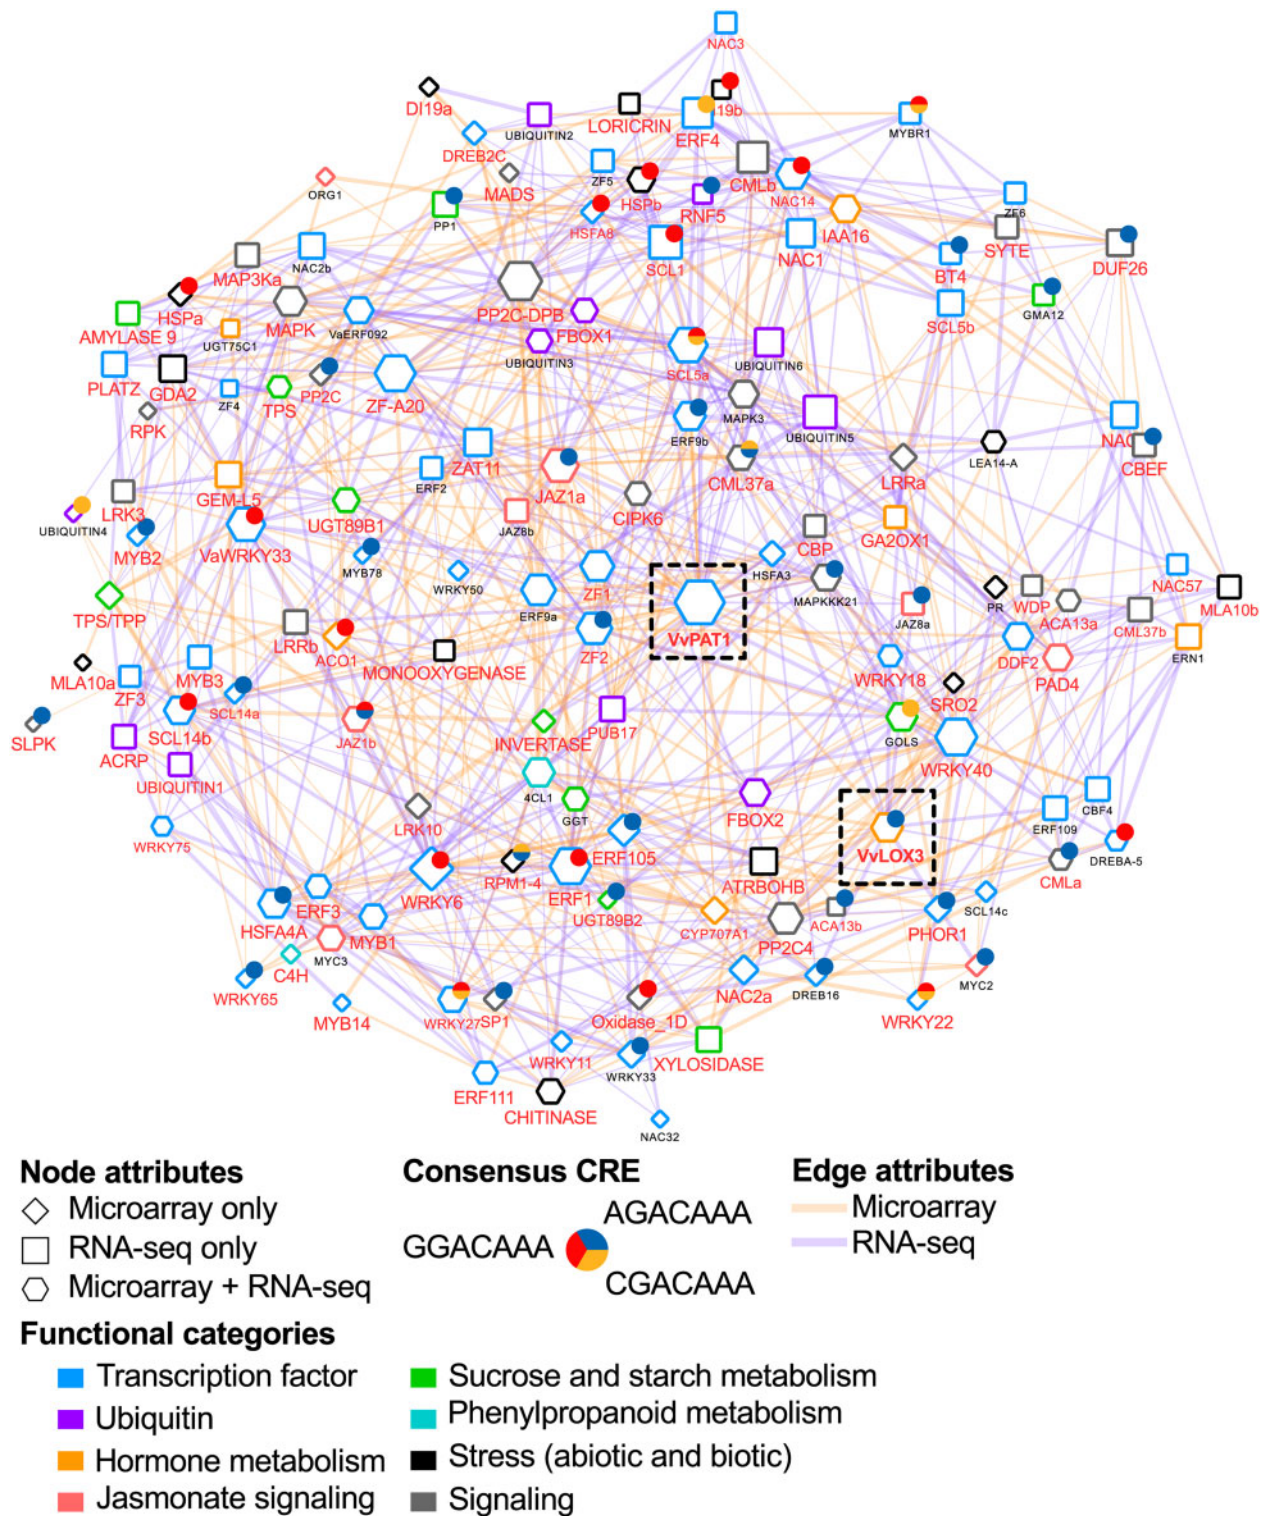 NAC3
DI19a
LORICRIN
19b
UBIQUITIN2
ERF4
MYBR1
DREB2C
ZF5
CMLb
ORG1
MADS
HSPb
RNF5
NAC14
ZF6
PP1
HSFA8
IAA16
SYTE
MAP3Ka
NAC2b
SCL1
NAC1
BT4
DUF26
HSPa
MAPK
PP2C-DPB
FBOX1
SCL5b
GMA12
AMYLASE 9
UGT75C1
VaERF092
UBIQUITIN3
SCL5a
UBIQUITIN6
PLATZ
GDA2
ZF4
TPS
PP2C
ZF-A20
MAPK3
RPK
ERF9b
UBIQUITIN5
NAC
ZAT11
LEA14-A
CBEF
GEM-L5
ERF2
JAZ1a
CML37a
LRRa
LRK3
UBIQUITIN4
UGT89B1
JAZ6b
CIPK6
GA2OX1
MYB2
VaWRKY33
CBP
MYB78
WRKY50
ZF1
HSFA3
NAC57
TPS/TPP
ERF9a
MAPKKK21
PR
WDP
ACA13a
MLA10b
LRRb
ACO1
ZF2
VvPAT1
JAZ8a
CML37b
MLA10a
MYB3
MONOOXYGENASE
DDF2
ERN1
ZF3
SCL14a
WRKY18
PAD4
SLPK
SCL14b
JAZ1b
INVERTASE
PUB17
SRO2
ACRP
GOLS
WRKY40
UBIQUITIN1
4CL1
GGT
FBOX2
CBF4
WRKY75
LRK10
ERF105
VvLOX3
ERF109
DREBA-5
WRKY6
RPM1-4
ERF1
ATRBOHB
CMLa
HSFA4A
ERF3
MYB1
UGT89B2
CYP707A1
PP2C4
ACA13b
PHOR1
SCL14c
MYC3
C4H
WRKY65
NAC2a
DREB16
MYC2
MYB14
WRKY27
SP1
Oxidase_1D
WRKY22
WRKY11
WRKY33
XYLOSIDASE
ERF111
CHITINASE
NAC32
Node attributes
Microarray only
RNA-seq only
Microarray + RNA-seq
Consensus CRE
AGACAAA
GGACAAA
CGACAAA
Edge attributes
Microarray
RNA-seq
Functional categories
Transcription factor
Ubiquitin
Hormone metabolism
Jasmonate signaling
Sucrose and starch metabolism
Phenylpropanoid metabolism
Stress (abiotic and biotic)
Signaling